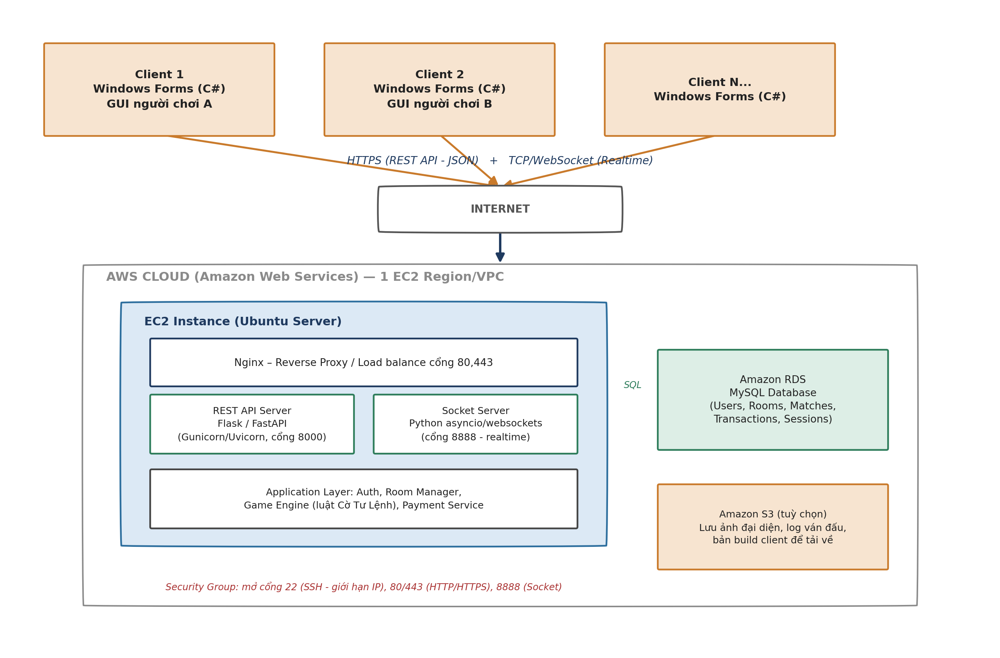 Client 1
Windows Forms (C#)
GUI người chơi A
Client 2
Windows Forms (C#)
GUI người chơi B
Client N...
Windows Forms (C#)
HTTPS (REST API - JSON)   +   TCP/WebSocket (Realtime)
INTERNET
AWS CLOUD (Amazon Web Services) — 1 EC2 Region/VPC
EC2 Instance (Ubuntu Server)
Nginx – Reverse Proxy / Load balance cổng 80,443
REST API Server
Flask / FastAPI
(Gunicorn/Uvicorn, cổng 8000)
Socket Server
Python asyncio/websockets
(cổng 8888 - realtime)
Application Layer: Auth, Room Manager,
Game Engine (luật Cờ Tư Lệnh), Payment Service
SQL
Amazon RDS
MySQL Database
(Users, Rooms, Matches,
Transactions, Sessions)
Amazon S3 (tuỳ chọn)
Lưu ảnh đại diện, log ván đấu,
bản build client để tải về
Security Group: mở cổng 22 (SSH - giới hạn IP), 80/443 (HTTP/HTTPS), 8888 (Socket)